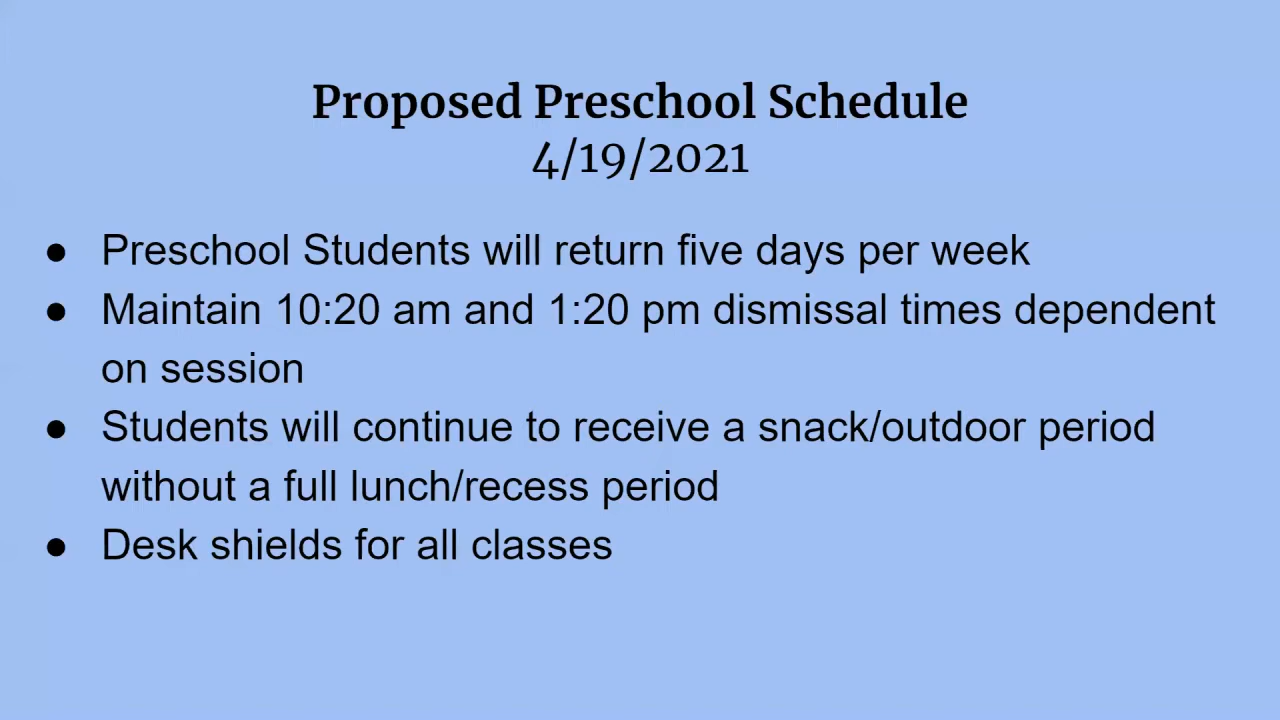 Proposed Preschool Schedule
4/19/2021
● Preschool Students will return five days per week
● Maintain 10:20 am and 1:20 pm dismissal times dependent
on session
● Students will continue to receive a snack/outdoor period
without a full lunch/recess period
● Desk shields for all classes